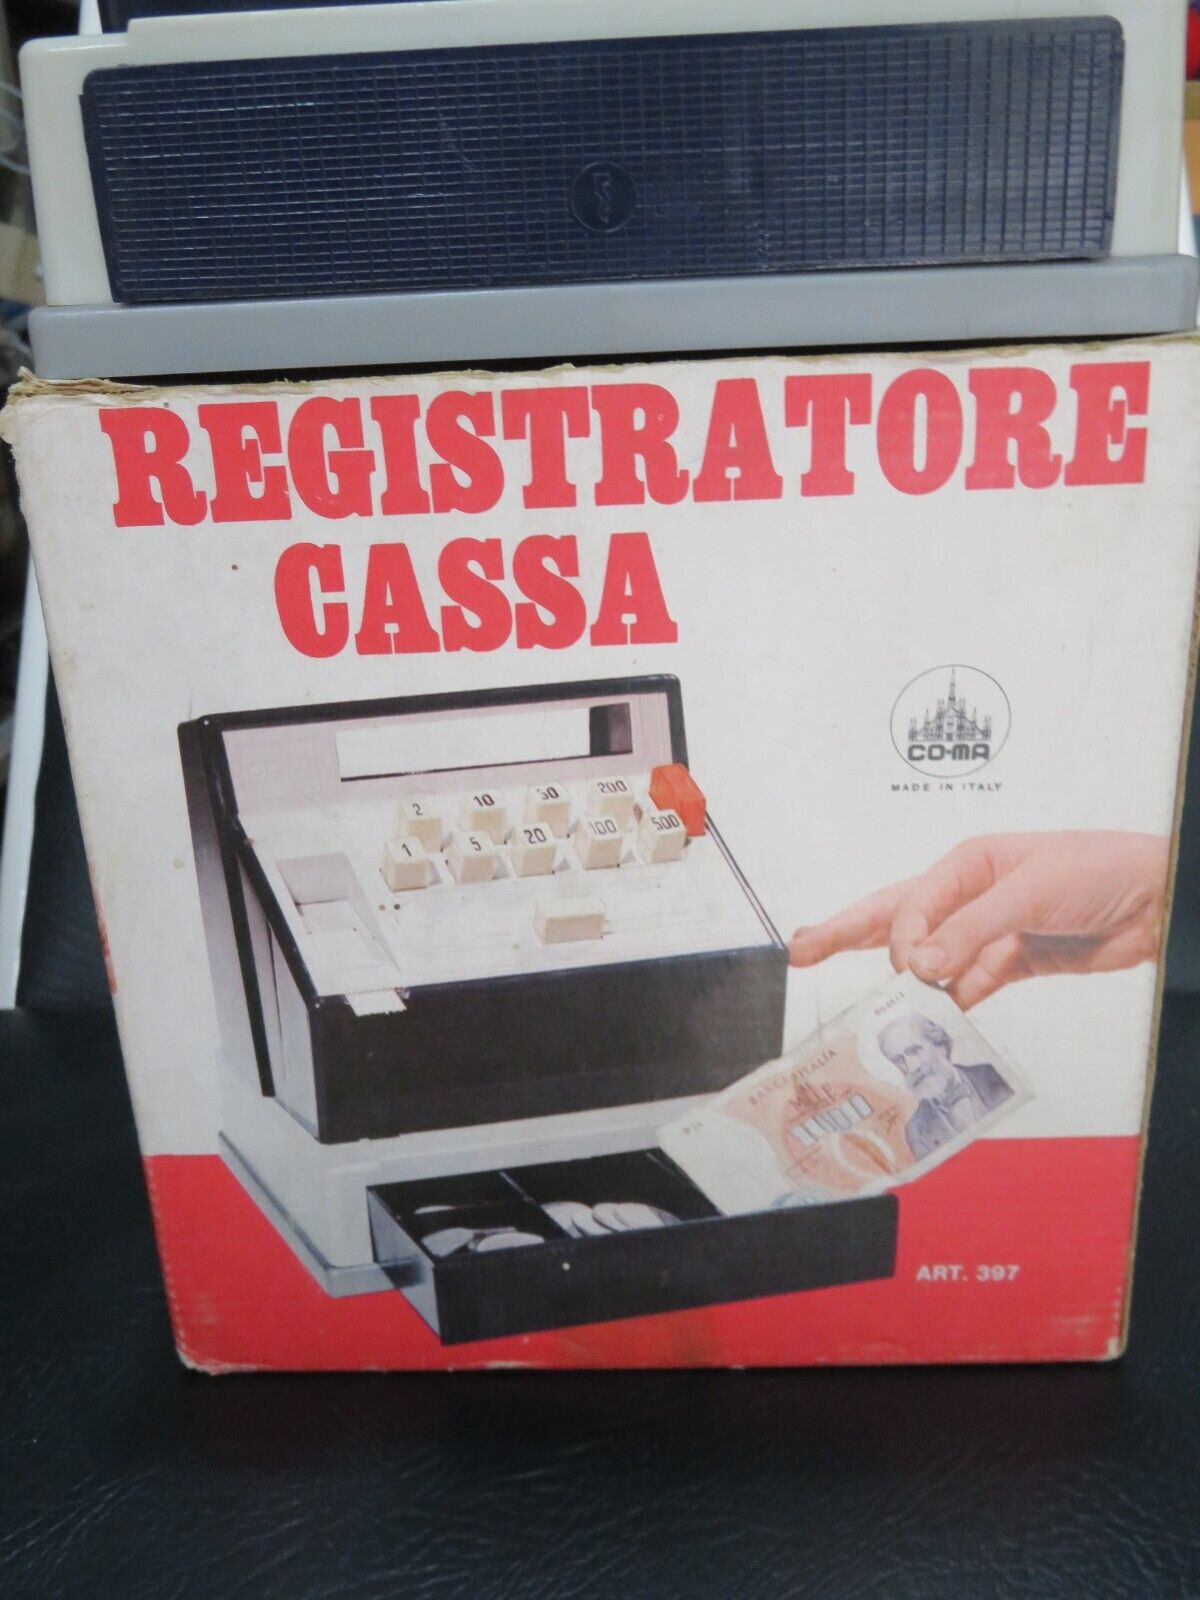 REGISTRATORE
CASSA
CO-MA
MADE IN ITALY
2 10 50 200
1 5 20 100 500
BANCA D'ITALIA
MILLE
ART. 397